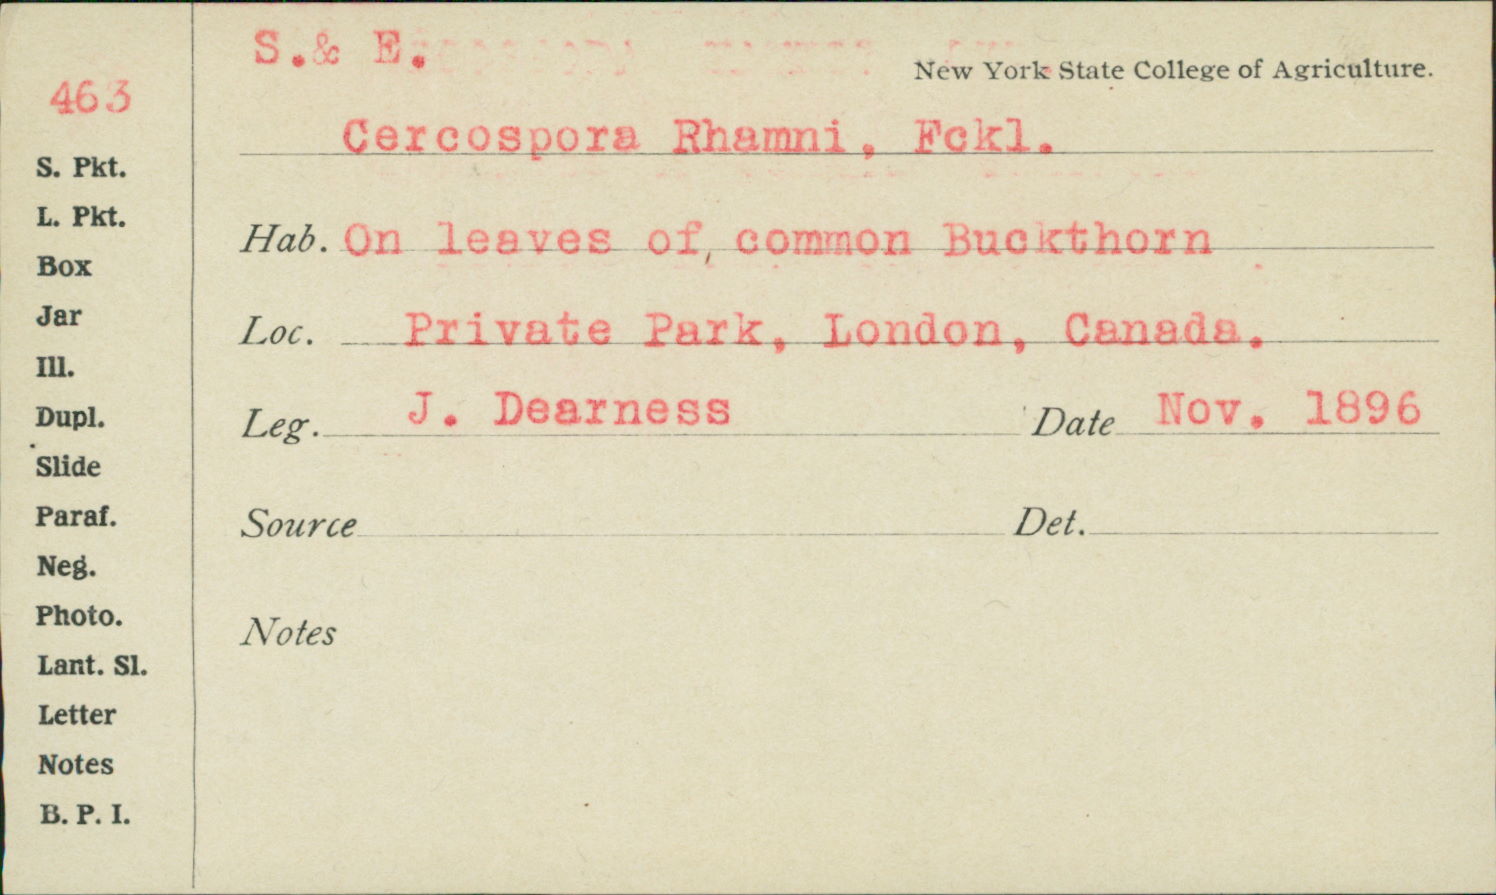 S.& E.
New York State College of Agriculture.
463
Cercospora Rhamni, Fckl.
S. Pkt.
L. Pkt.
Hab. On leaves of common Buckthorn
Box
Jar
Loc. Private Park, London, Canada.
Ill.
Dupl.
Leg. J. Dearness Date Nov. 1896
Slide
Paraf.
Source Det.
Neg.
Photo.
Notes
Lant. Sl.
Letter
Notes
B. P. I.